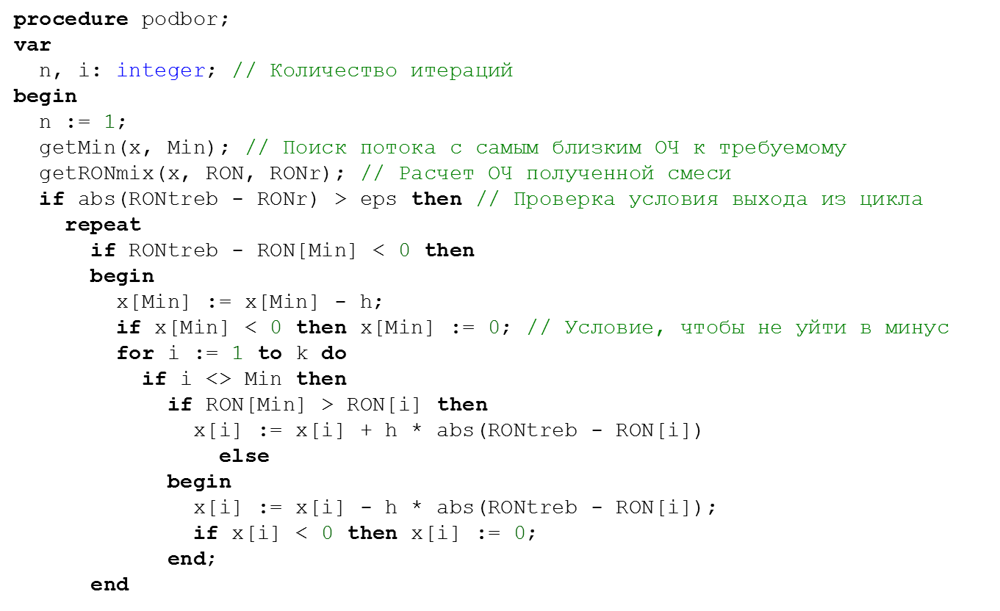 procedure podbor;
var
  n, i: integer; // Количество итераций
begin
  n := 1;
  getMin(x, Min); // Поиск потока с самым близким ОЧ к требуемому
  getRONmix(x, RON, RONr); // Расчет ОЧ полученной смеси
  if abs(RONtreb - RONr) > eps then // Проверка условия выхода из цикла
    repeat
      if RONtreb - RON[Min] < 0 then
      begin
        x[Min] := x[Min] - h;
        if x[Min] < 0 then x[Min] := 0; // Условие, чтобы не уйти в минус
        for i := 1 to k do
          if i <> Min then
            if RON[Min] > RON[i] then
              x[i] := x[i] + h * abs(RONtreb - RON[i])
                else
            begin
              x[i] := x[i] - h * abs(RONtreb - RON[i]);
              if x[i] < 0 then x[i] := 0;
            end;
      end